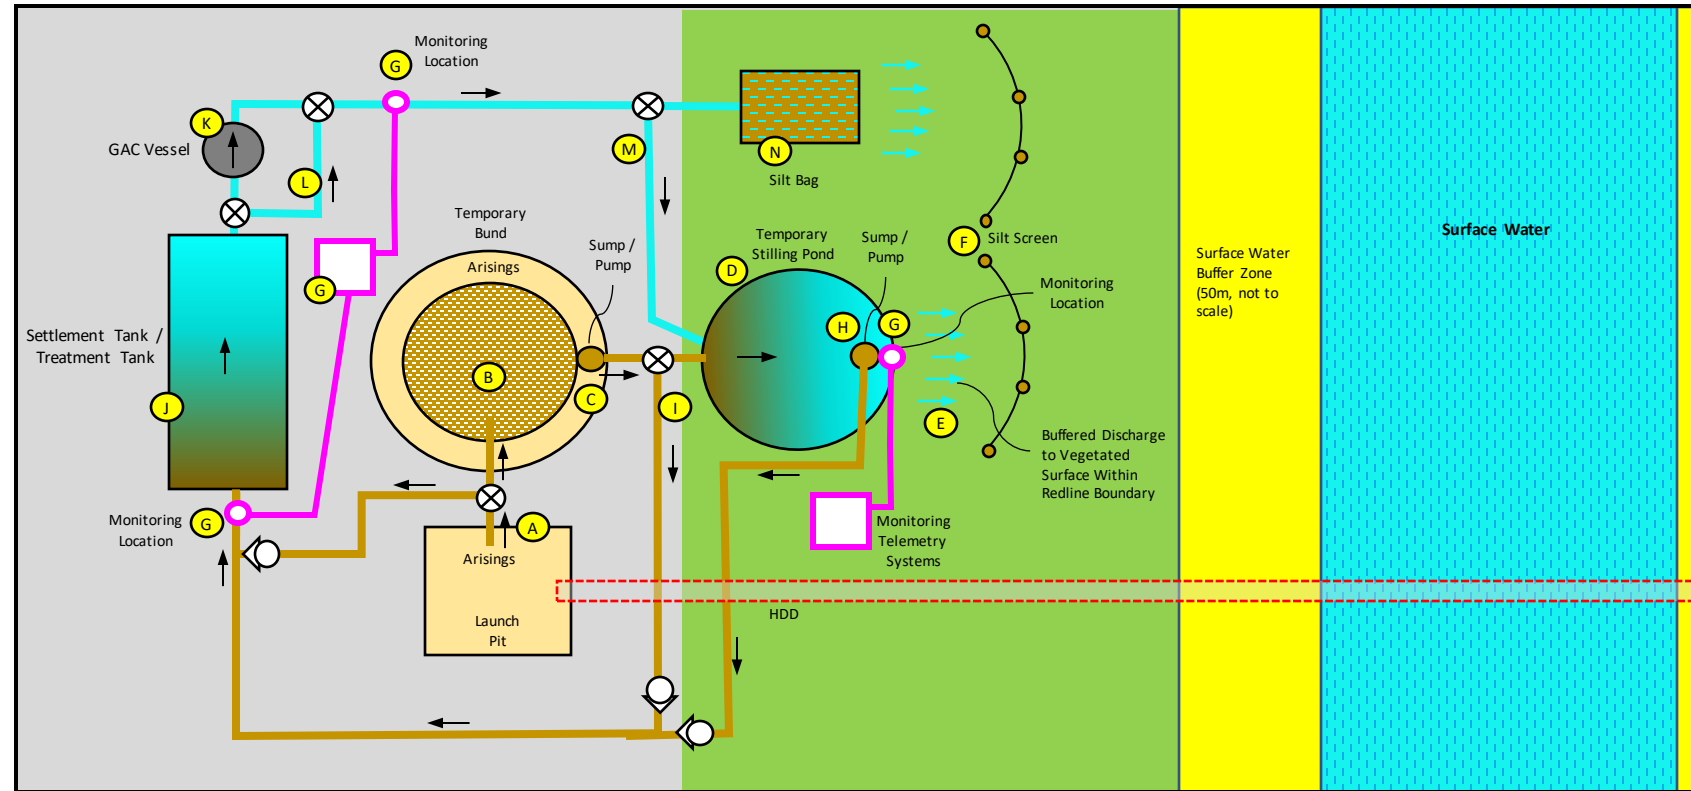 G
Monitoring
Location
K
GAC Vessel
L
M
N
Silt Bag
Temporary
Bund
Arisings
Sump /
Pump
Temporary
Stilling Pond
D
Sump /
Pump
F
Silt Screen
Monitoring
Location
Surface Water
Surface Water
Buffer Zone
(50m, not to
scale)
G
Settlement Tank /
Treatment Tank
J
B
C
I
H
G
E
Buffered Discharge
to Vegetated
Surface Within
Redline Boundary
Monitoring
Location
G
A
Arisings
Launch
Pit
Monitoring
Telemetry
Systems
HDD